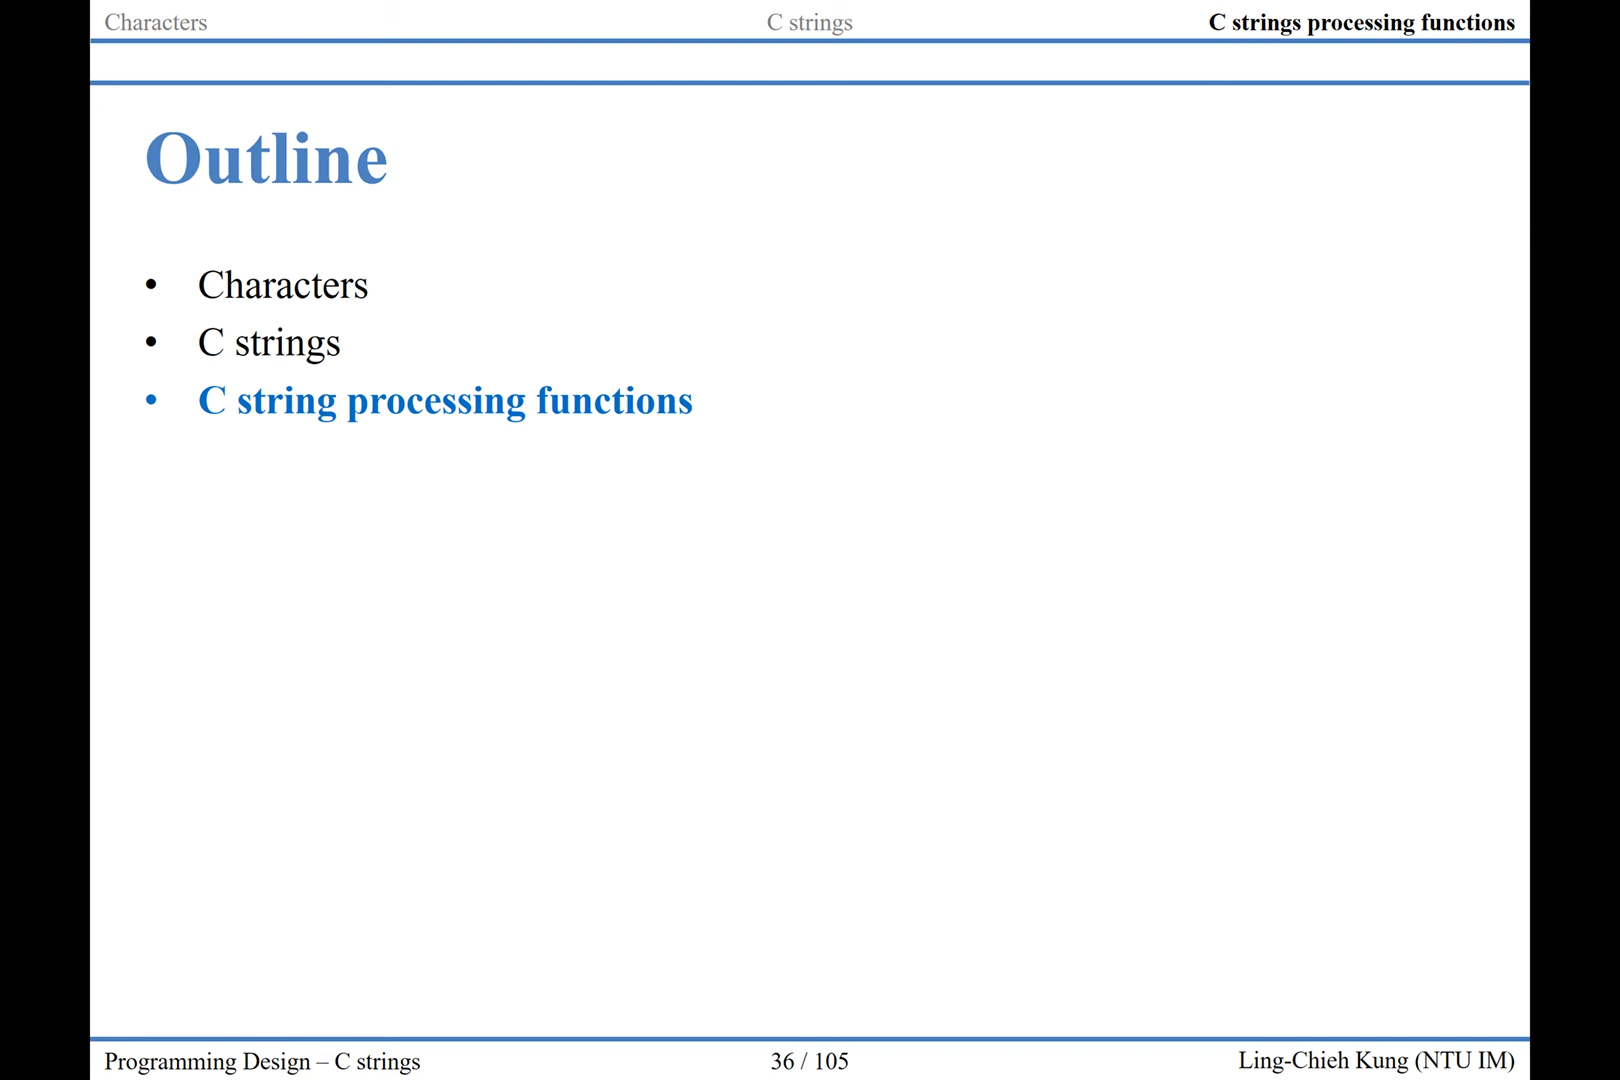 Characters
C strings
C strings processing functions
Outline
• Characters
• C strings
• C string processing functions
Programming Design – C strings
36 / 105
Ling-Chieh Kung (NTU IM)